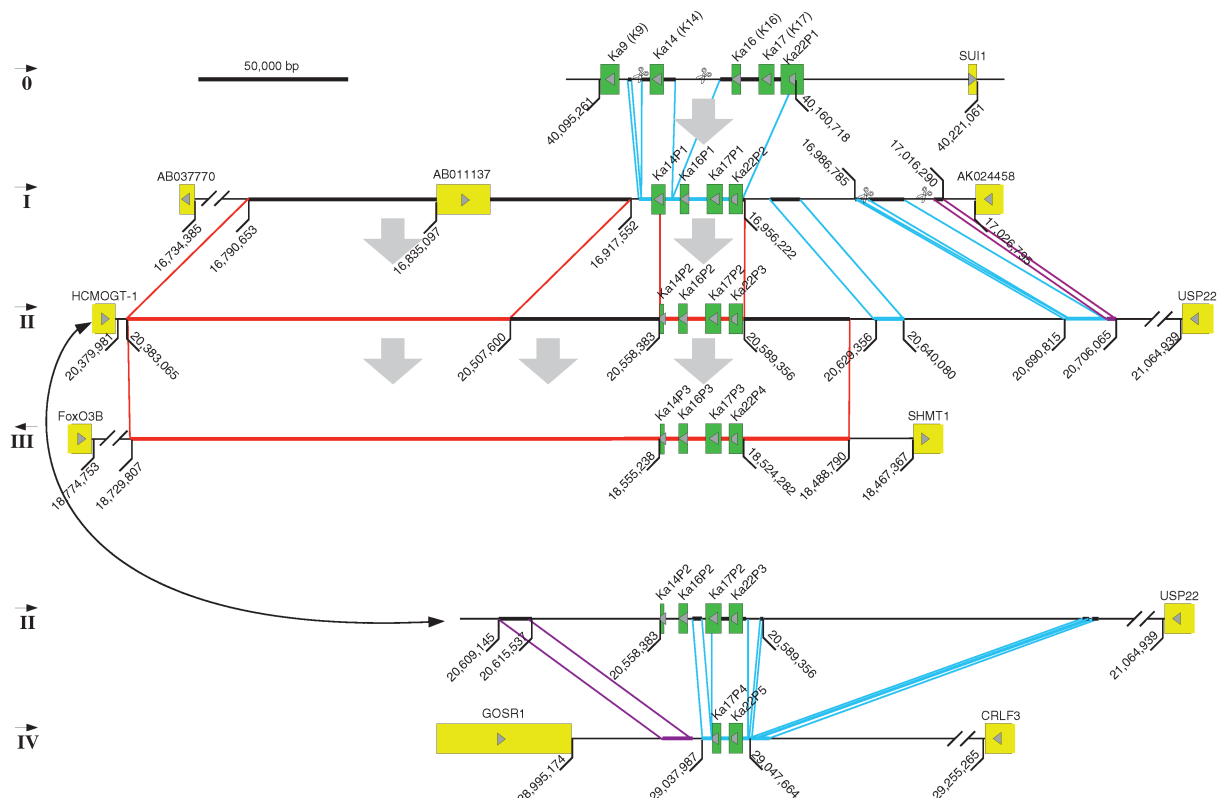 Ka9 (K9)
Ka14 (K14)
Ka16 (K16)
Ka17 (K17)
Ka22P1
SUI1
0
50,000 bp
40,095,261
40,160,718
40,221,061
AB037770
AB011137
Ka14P1
Ka16P1
Ka17P1
Ka22P2
16,986,785
17,016,290
AK024458
I
16,734,385
16,790,653
16,835,097
16,917,552
16,956,222
17,026,795
HCMOGT-1
Ka14P2
Ka16P2
Ka17P2
Ka22P3
USP22
II
20,379,981
20,383,065
20,507,600
20,558,383
20,589,356
20,629,356
20,640,080
20,690,815
20,706,065
21,064,939
FoxO3B
Ka14P3
Ka16P3
Ka17P3
Ka22P4
SHMT1
III
18,774,753
18,729,807
18,555,238
18,524,282
18,488,790
18,467,367
Ka14P2
Ka16P2
Ka17P2
Ka22P3
USP22
II
20,609,145
20,615,537
20,558,383
20,589,356
21,064,939
GOSR1
Ka17P4
Ka22P5
CRLF3
IV
28,995,174
29,037,987
29,047,664
29,255,265